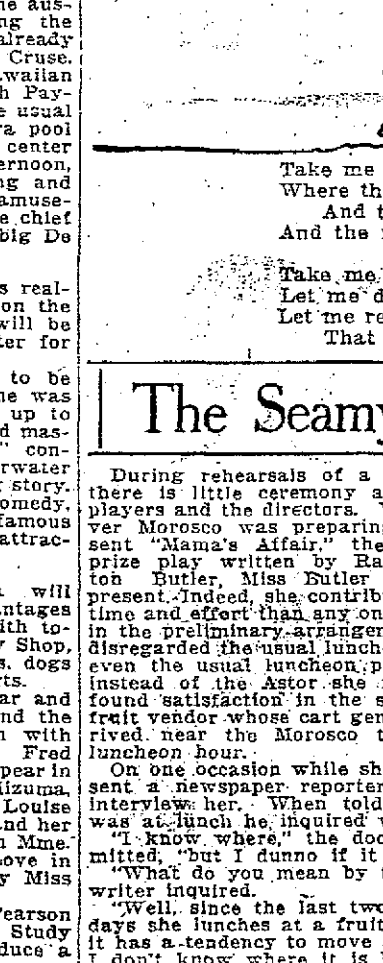 he aus-
ng the
already
Cruse.
awaiian
h Pay-
e usual
ra pool
center
ernoon,
ng and
amuse-
e chief
big De
s real-
on the
will be
ter for
to be
ne was
up to
d mas-
" con-
rwater
story.
omedy,
famous
attrac-
will
ntages
ith to-
Shop,
s, dogs
rts.
ar and
nd the
n with
Fred
pear in
Mizuma,
Louise
and her
n Mme.
ove in
y Miss
Pearson
Study
duce a
Take me
Where th
And t
And the
Take me
Let me d
Let me re
That
The Seamy
During rehearsals of a
there is little ceremony a
players and the directors.
ver Morosco was preparing
sent "Mama's Affair," the
prize play written by Ra
ton Butler, Miss Butler
present. Indeed, she contrib
time and effort than any on
in the preliminary arrangem
disregarded the usual lunch
even the usual luncheon p
instead of the Astor she
found satisfaction in the s
fruit vendor whose cart gen
rived near the Morosco t
luncheon hour.
On one occasion while sh
sent a newspaper reporter
interview her. When told
was at lunch he inquired w
"I know where," the doo
mitted, "but I dunno if it
"What do you mean by t
writer inquired.
"Well, since the last two
days she lunches at a fruit
it has a tendency to move
I don't know where it is